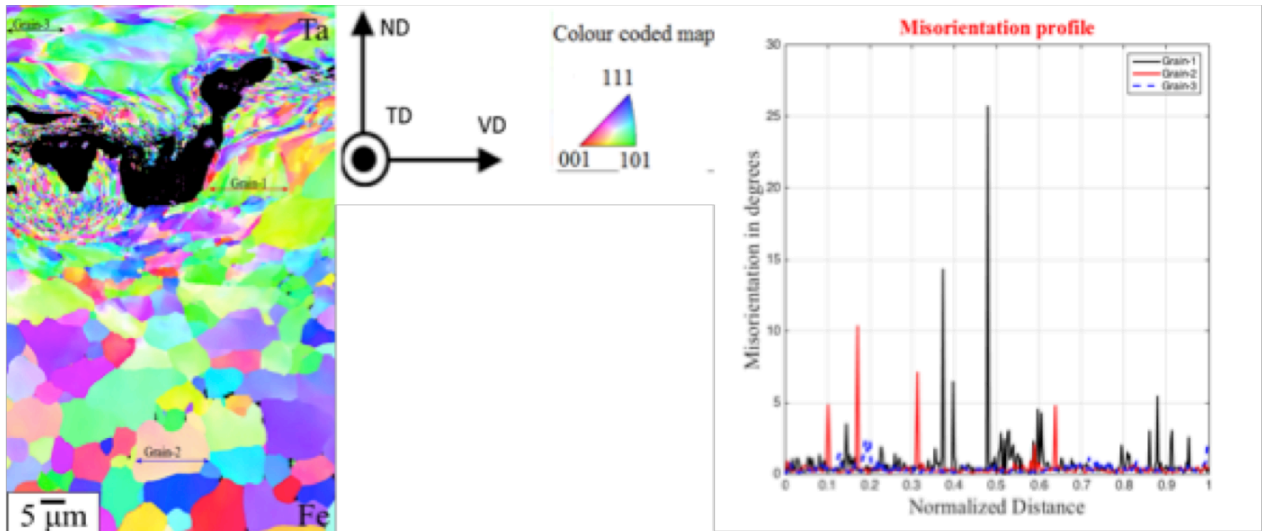 Grain-3
Ta
Grain-1
Grain-2
5 μm
Fe
ND
TD
VD
Colour coded map
111
001
101
Misorientation profile
Grain-1
Grain-2
Grain-3
Misorientation in degrees
30
25
20
15
10
5
0
0 0.1 0.2 0.3 0.4 0.5 0.6 0.7 0.8 0.9 1
Normalized Distance